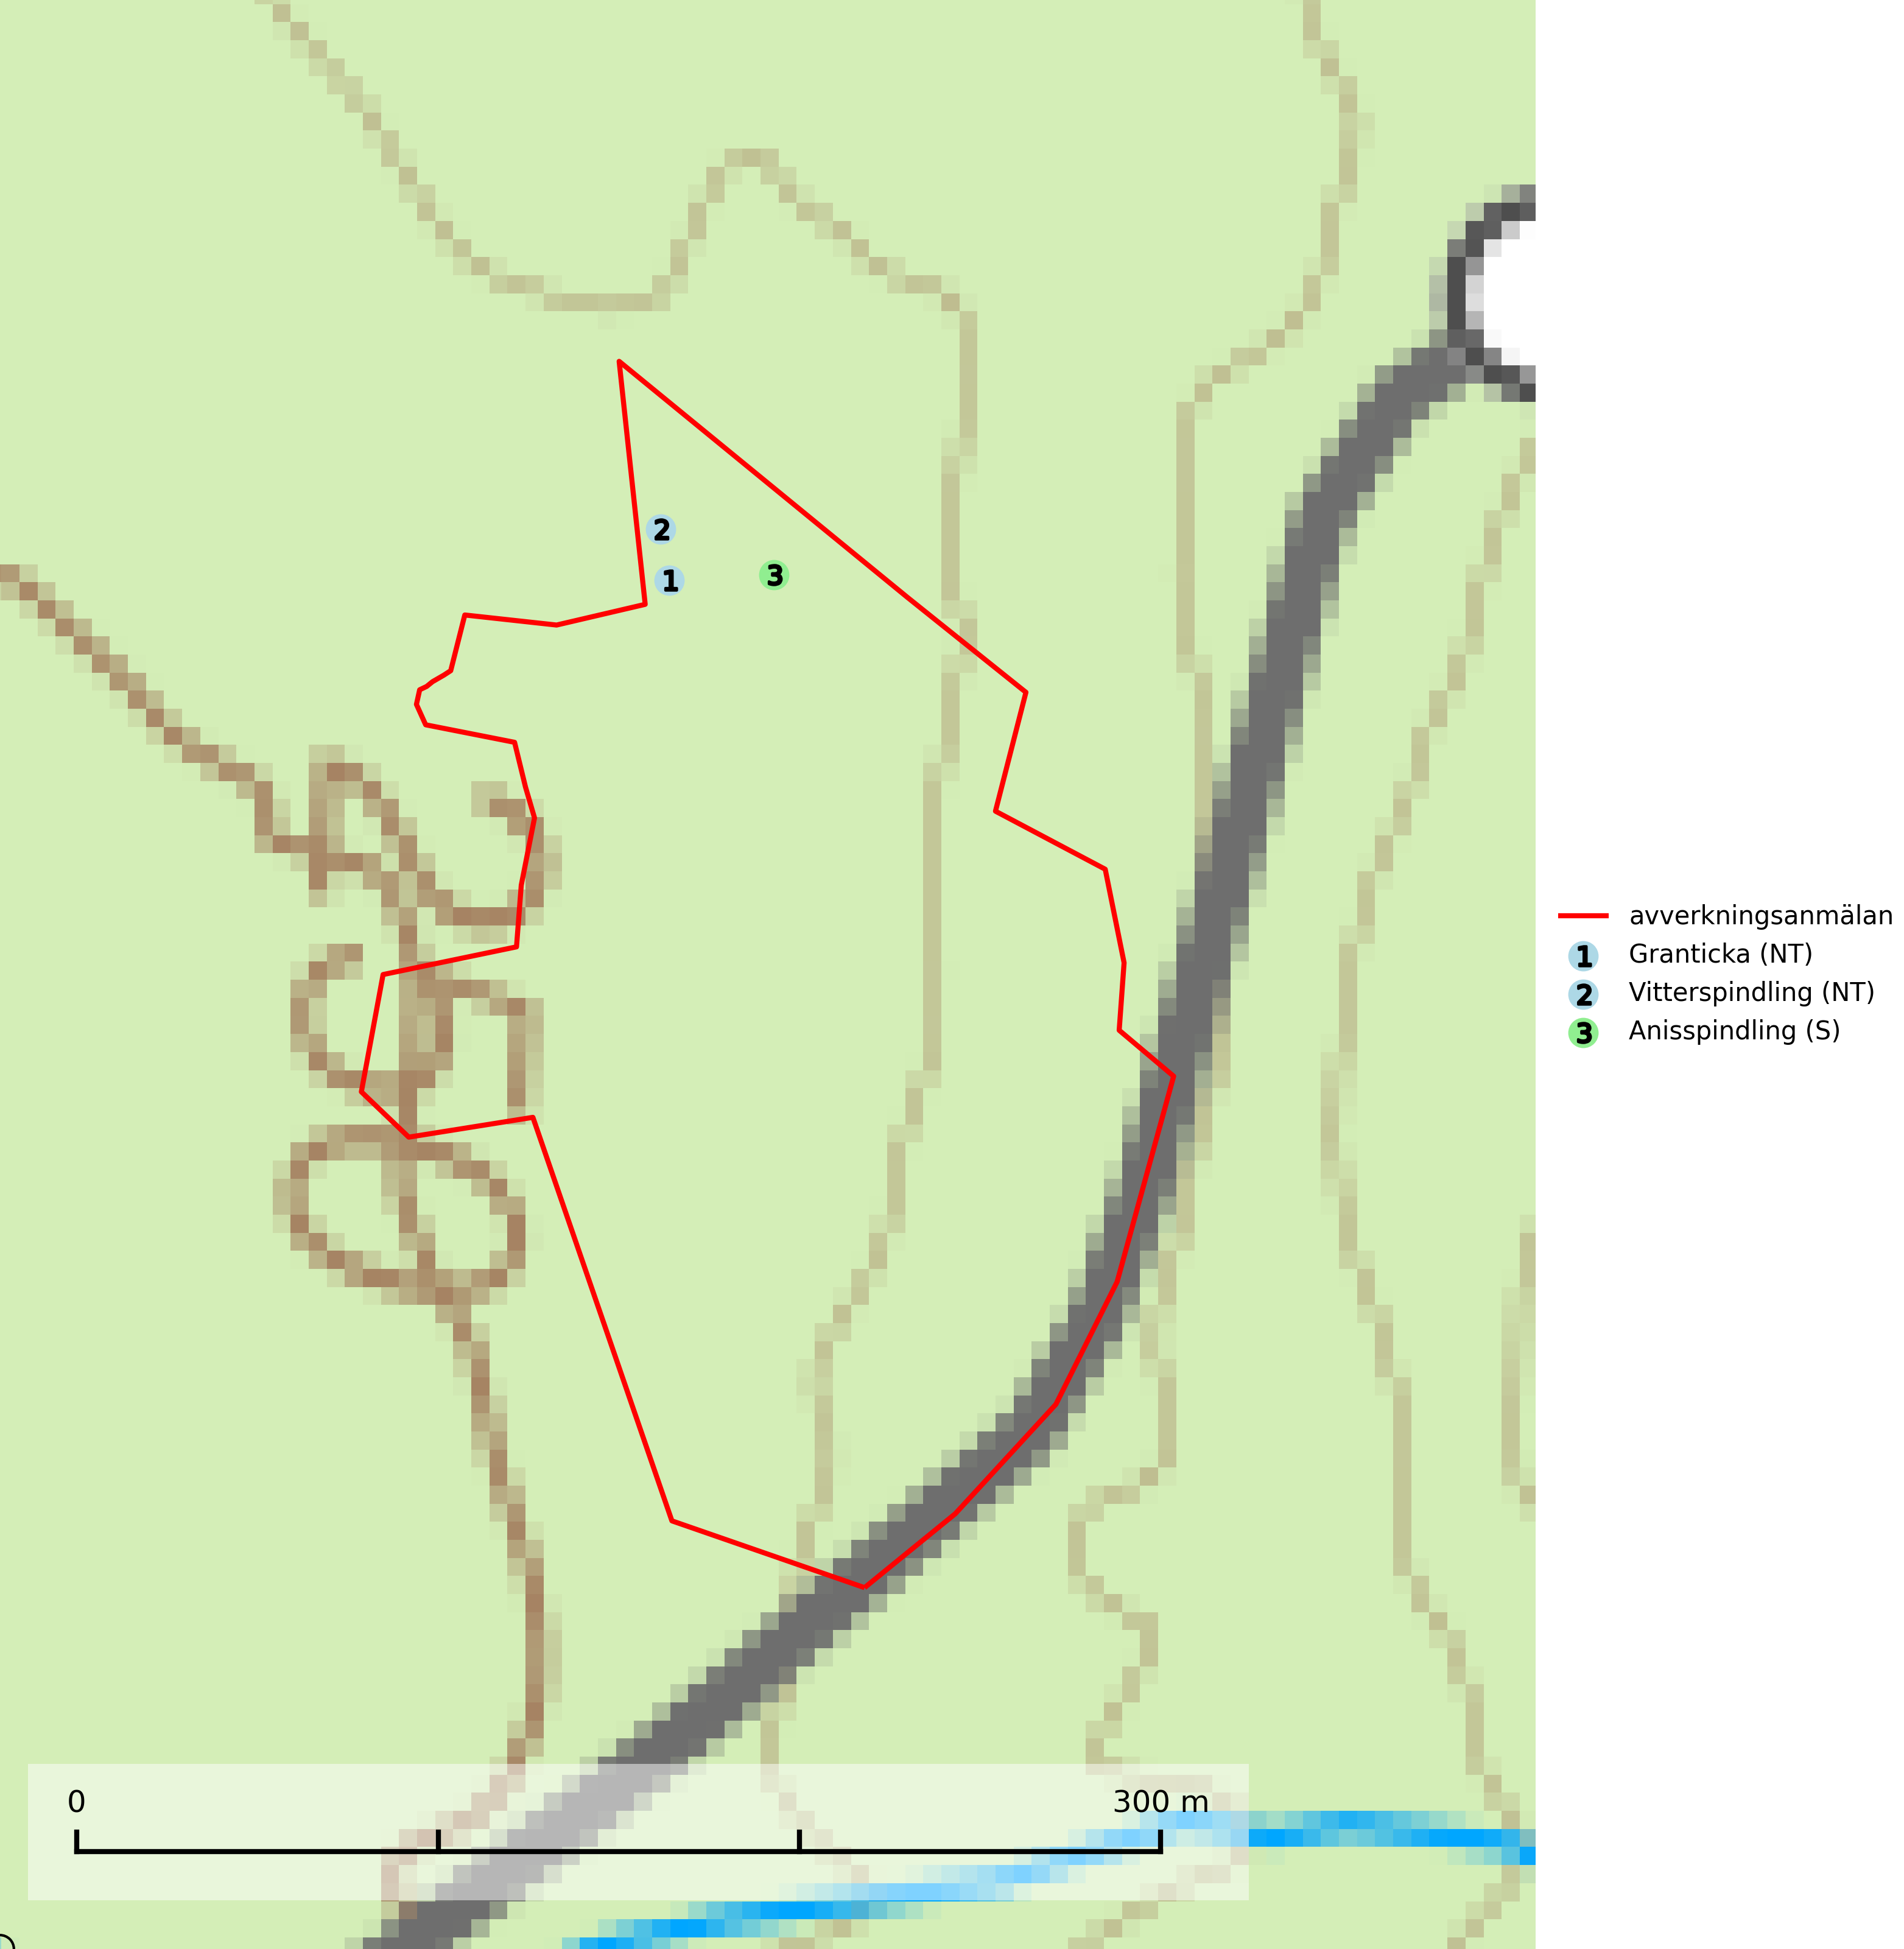 2
1
3
avverkningsanmälan
1 Granticka (NT)
2 Vitterspindling (NT)
3 Anisspindling (S)
0 300 m